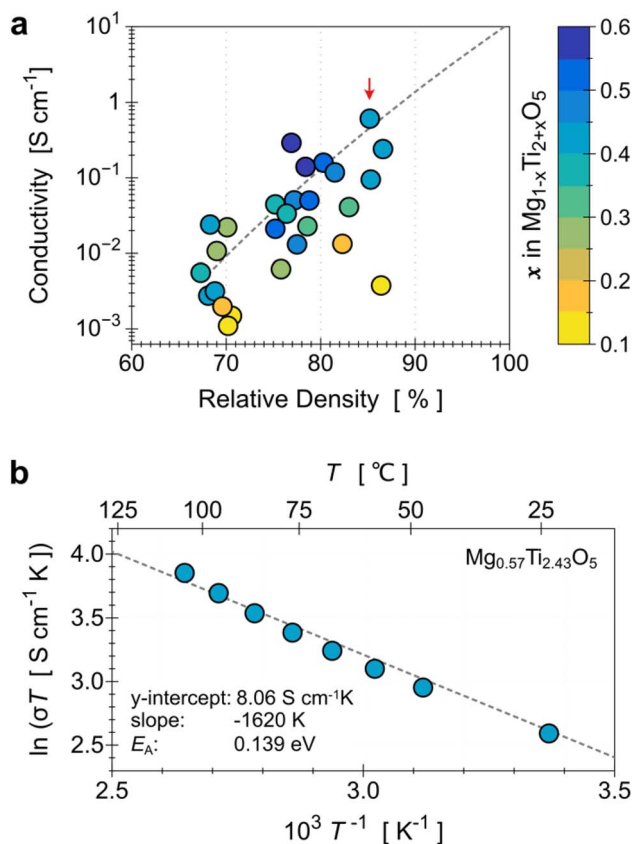 a
Conductivity [S cm⁻¹]
10¹
1
10⁻¹
10⁻²
10⁻³
60 70 80 90 100
Relative Density [ % ]
0.6
0.5
0.4
0.3
0.2
0.1
x in Mg₁₋ₓTi₂₊ₓO₅
b
T [℃]
125 100 75 50 25
ln (σT [ S cm⁻¹ K] )
4.0
3.5
3.0
2.5
Mg₀.₅₇Ti₂.₄₃O₅
y-intercept: 8.06 S cm⁻¹K
slope: -1620 K
E_A: 0.139 eV
2.5 3.0 3.5
10³ T⁻¹ [ K⁻¹ ]